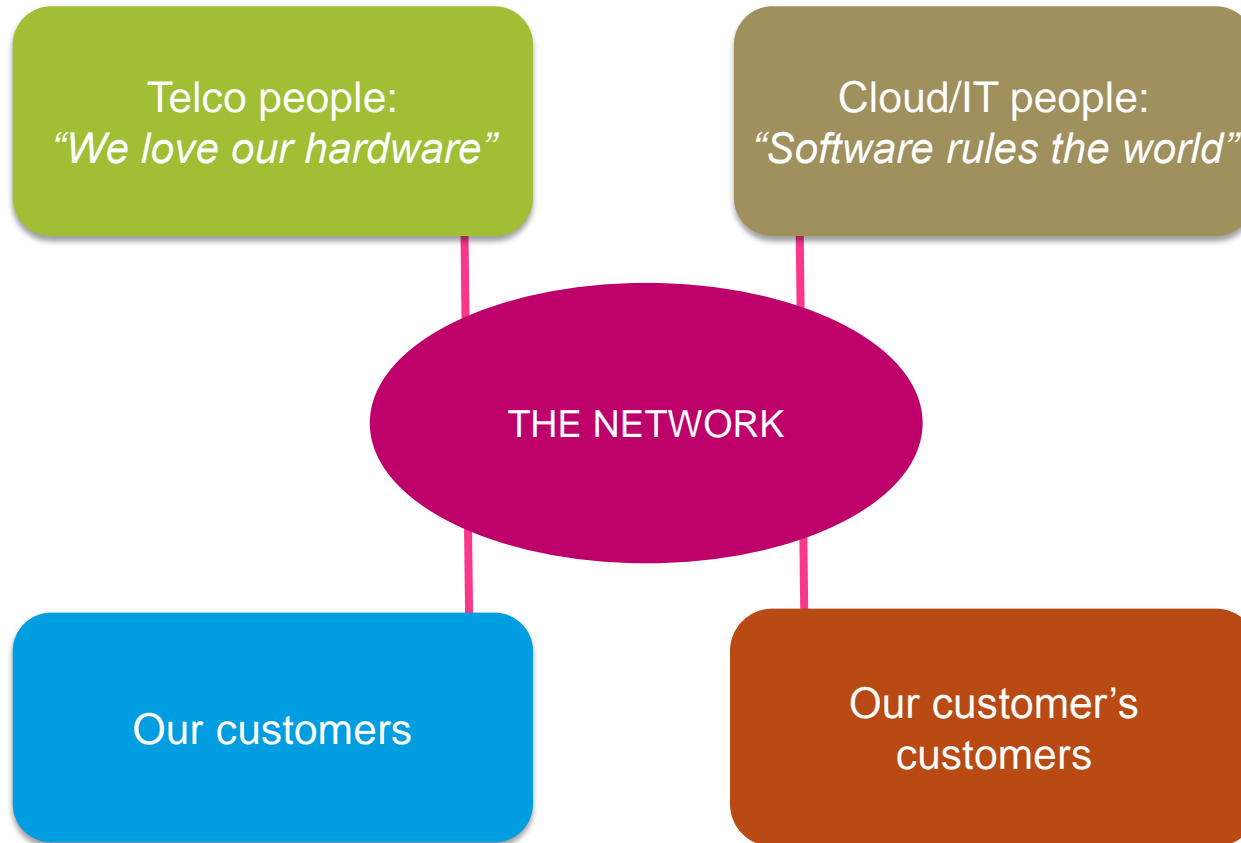 Telco people:
“We love our hardware”
Cloud/IT people:
“Software rules the world”
THE NETWORK
Our customers
Our customer’s
customers